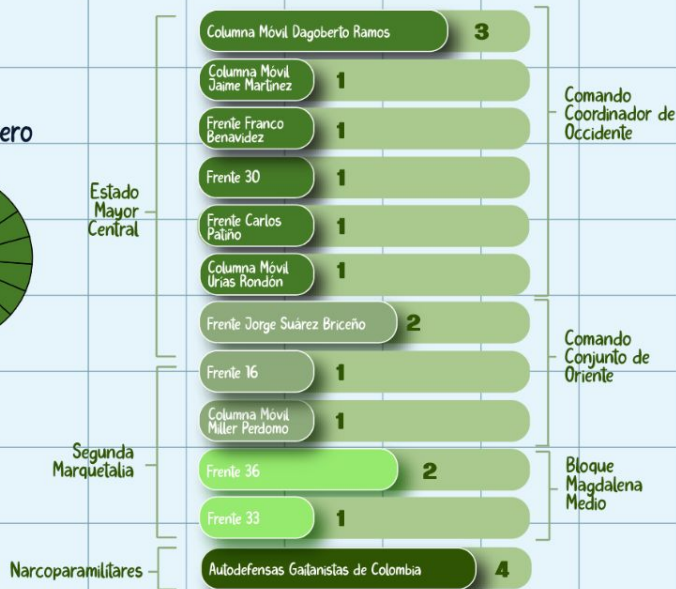 ero
Estado
Mayor
Central
Segunda
Marquetalia
Narcoparamilitares
Columna Móvil Dagoberto Ramos
3
Columna Móvil
Jaime Martínez
1
Frente Franco
Benavidez
1
Frente 30
1
Frente Carlos
Patiño
1
Columna Móvil
Urías Rondón
1
Frente Jorge Suárez Briceño
2
Frente 16
1
Columna Móvil
Miller Perdomo
1
Frente 36
2
Frente 33
1
Autodefensas Gaitanistas de Colombia
4
Comando
Coordinador de
Occidente
Comando
Conjunto de
Oriente
Bloque
Magdalena
Medio